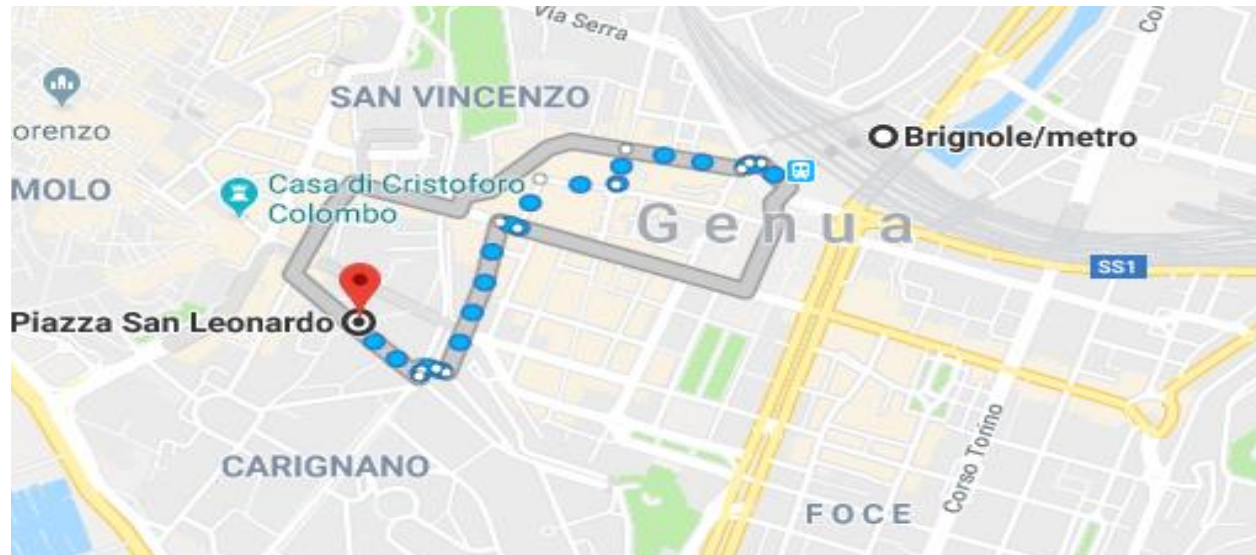 Via Serra
Co
SAN VINCENZO
orenzo
Brignole/metro
MOLO
Casa di Cristoforo
Colombo
Genua
SS1
Piazza San Leonardo
CARIGNANO
Corso Torino
FOCE